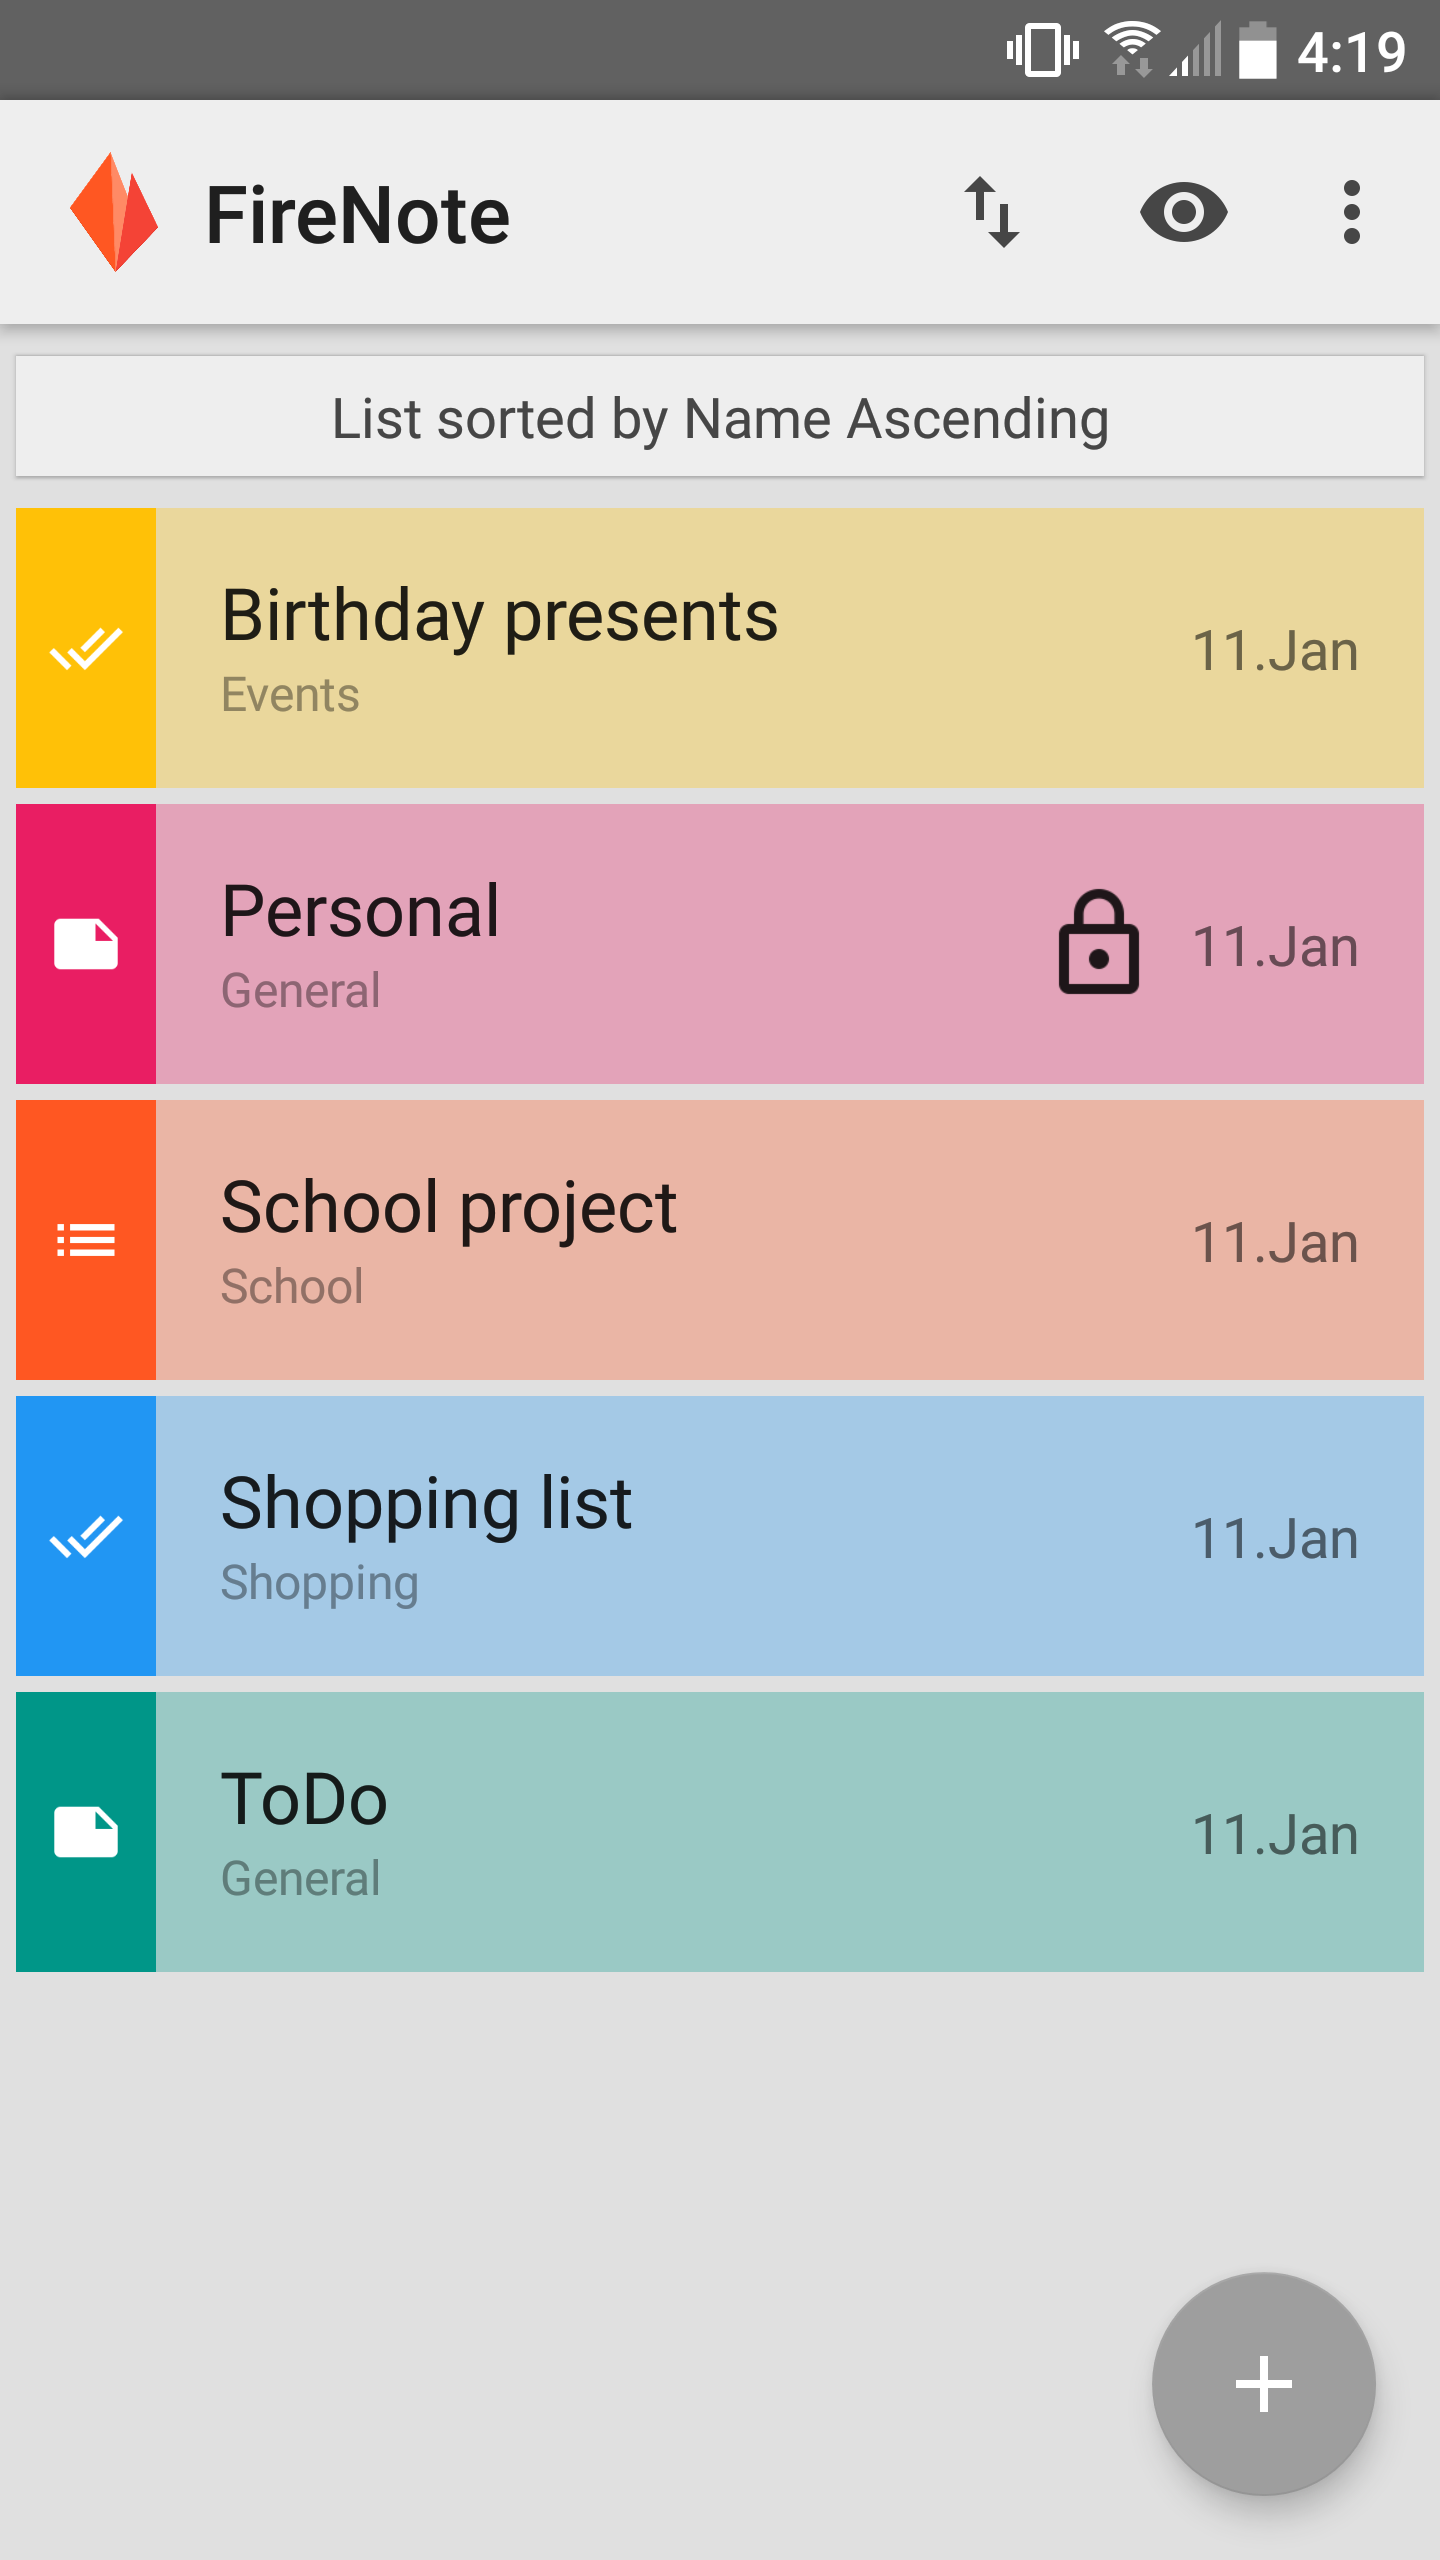 4:19
FireNote
List sorted by Name Ascending
Birthday presents
Events
11.Jan
Personal
General
11.Jan
School project
School
11.Jan
Shopping list
Shopping
11.Jan
ToDo
General
11.Jan